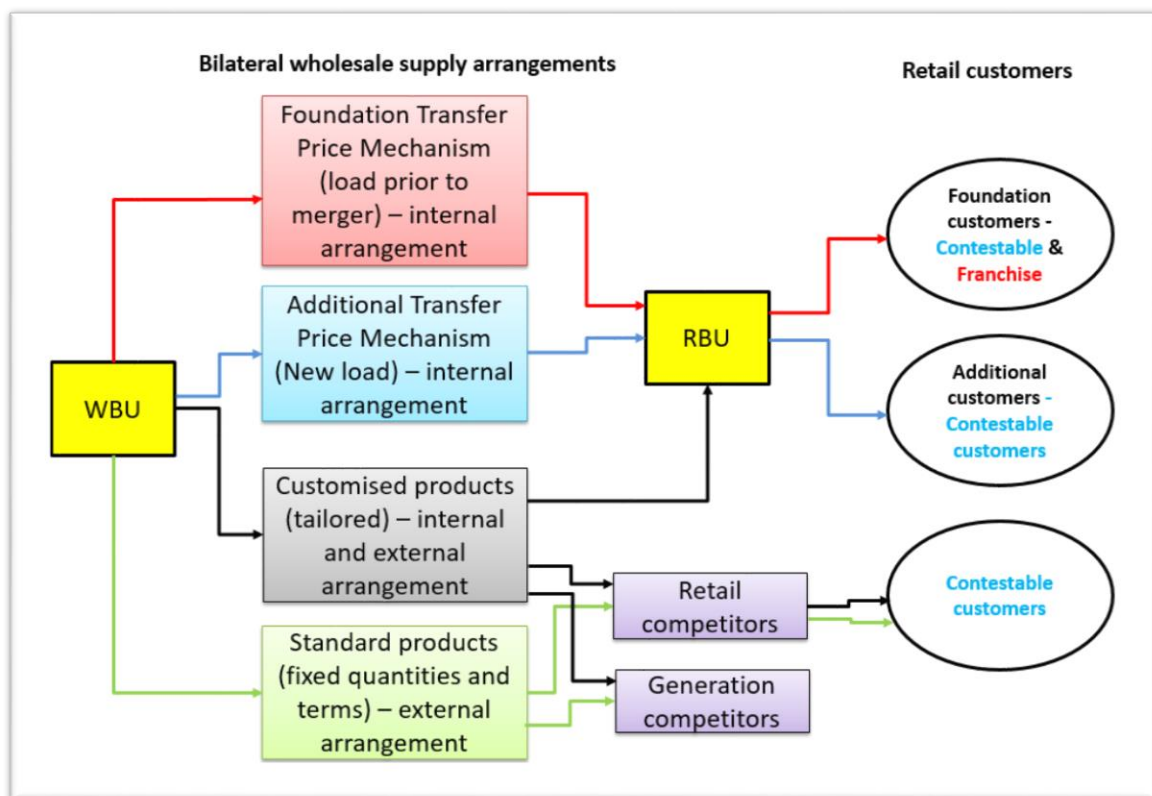 Bilateral wholesale supply arrangements
Retail customers
Foundation Transfer
Price Mechanism
(load prior to
merger) – internal
arrangement
Foundation
customers -
Contestable &
Franchise
Additional Transfer
Price Mechanism
(New load) – internal
arrangement
RBU
Additional
customers -
Contestable
customers
WBU
Customised products
(tailored) – internal
and external
arrangement
Retail
competitors
Contestable
customers
Standard products
(fixed quantities and
terms) – external
arrangement
Generation
competitors